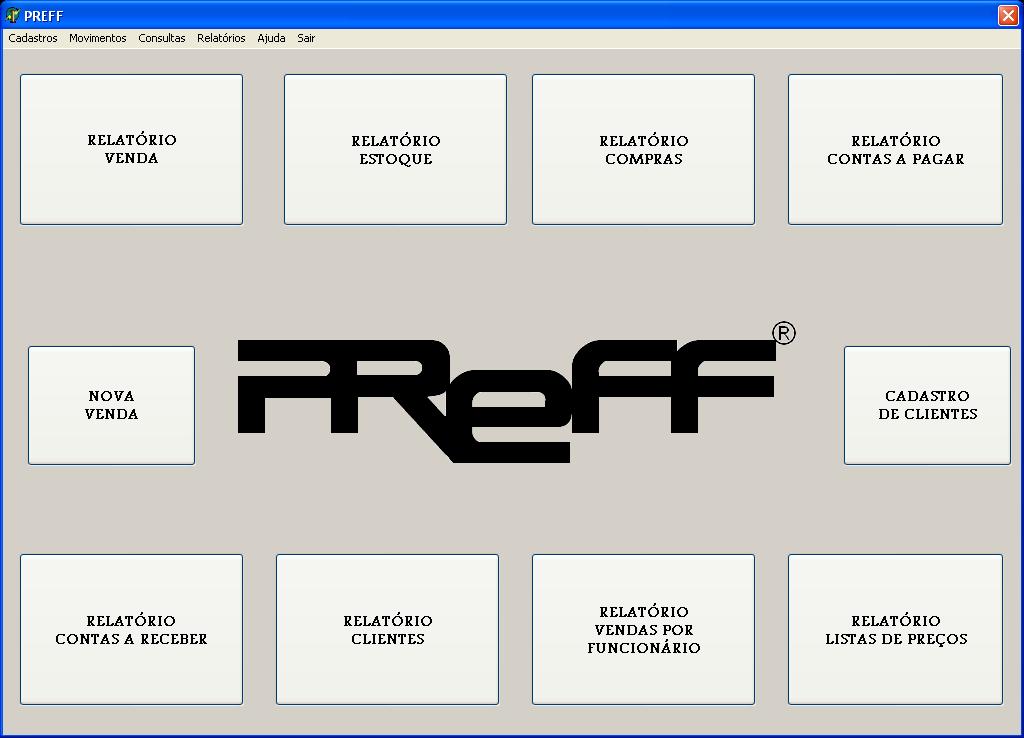 PREFF
Cadastros Movimentos Consultas Relatórios Ajuda Sair
RELATÓRIO
VENDA
RELATÓRIO
ESTOQUE
RELATÓRIO
COMPRAS
RELATÓRIO
CONTAS A PAGAR
NOVA
VENDA
PReFF ®
CADASTRO
DE CLIENTES
RELATÓRIO
CONTAS A RECEBER
RELATÓRIO
CLIENTES
RELATÓRIO
VENDAS POR
FUNCIONÁRIO
RELATÓRIO
LISTAS DE PREÇOS